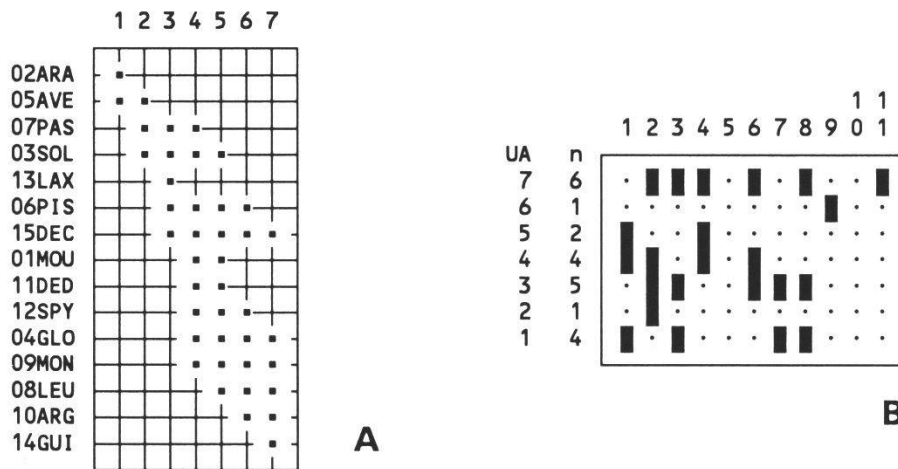 1 2 3 4 5 6 7
02ARA
05AVE
07PAS
03SOL
13LAX
06PIS
15DEC
01MOU
11DED
12SPY
04GLO
09MON
08LEU
10ARG
14GUI
A
1 1
1 2 3 4 5 6 7 8 9 0 1
UA n
7 6
6 1
5 2
4 4
3 5
2 1
1 4
B